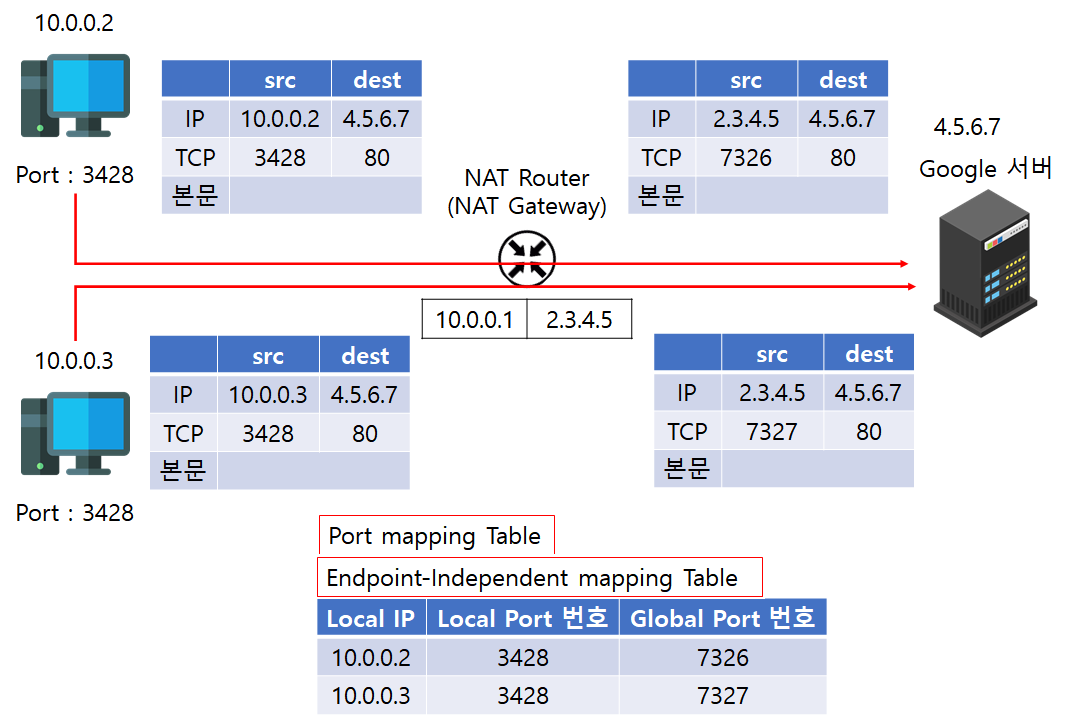 10.0.0.2
Port : 3428
src dest
IP 10.0.0.2 4.5.6.7
TCP 3428 80
본문
NAT Router
(NAT Gateway)
10.0.0.1 2.3.4.5
src dest
IP 2.3.4.5 4.5.6.7
TCP 7326 80
본문
4.5.6.7
Google 서버
10.0.0.3
Port : 3428
src dest
IP 10.0.0.3 4.5.6.7
TCP 3428 80
본문
src dest
IP 2.3.4.5 4.5.6.7
TCP 7327 80
본문
Port mapping Table
Endpoint-Independent mapping Table
Local IP Local Port 번호 Global Port 번호
10.0.0.2 3428 7326
10.0.0.3 3428 7327